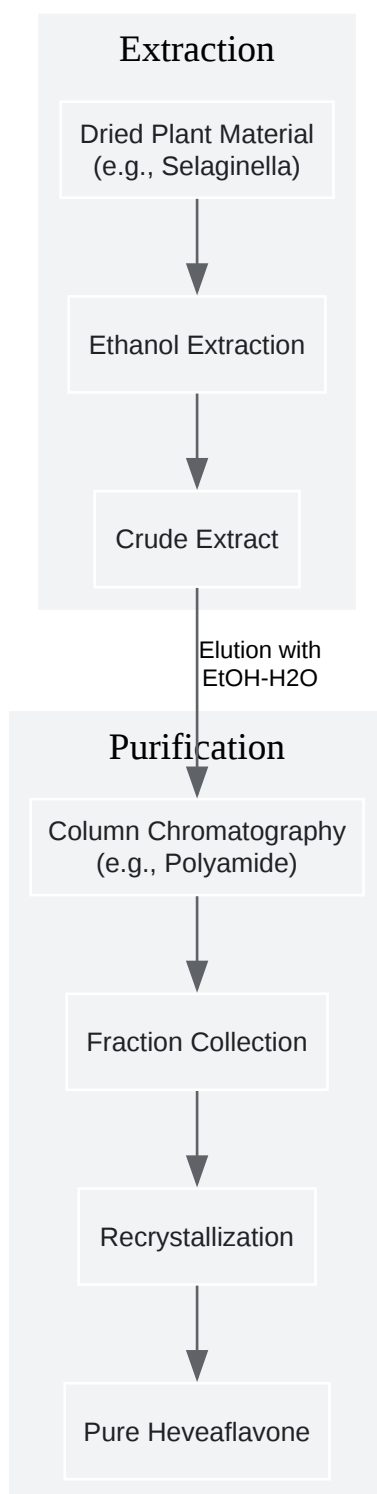 Extraction
Dried Plant Material
(e.g., Selaginella)
Ethanol Extraction
Crude Extract
Elution with
EtOH-H2O
Purification
Column Chromatography
(e.g., Polyamide)
Fraction Collection
Recrystallization
Pure Heveaflavone